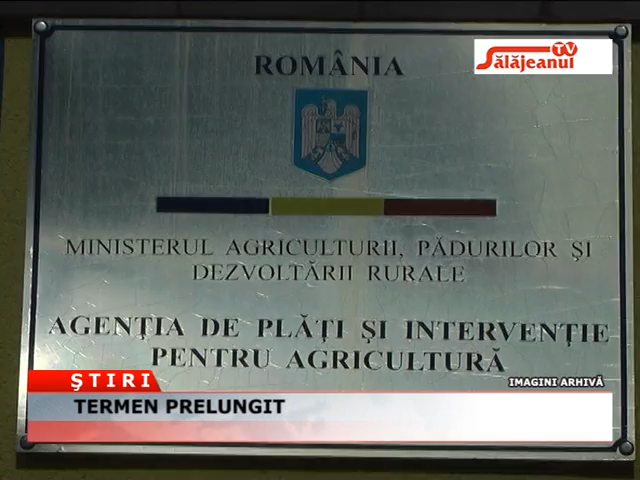 Sălăjeanul TV
ROMÂNIA
MINISTERUL AGRICULTURII, PĂDURILOR ŞI
DEZVOLTĂRII RURALE
AGENŢIA DE PLĂŢI ŞI INTERVENŢIE
PENTRU AGRICULTURĂ
ŞTIRI
IMAGINI ARHIVĂ
TERMEN PRELUNGIT